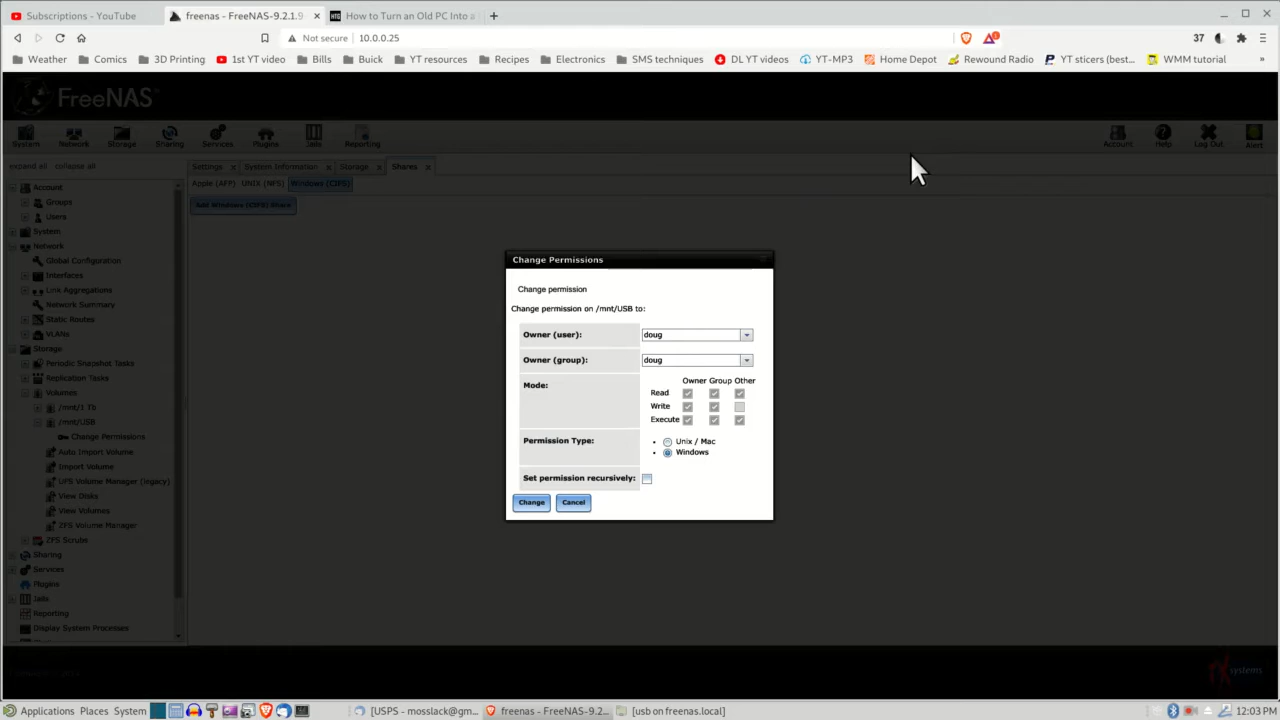 Subscriptions - YouTube freenas - FreeNAS-9.2.1.9 How to Turn an Old PC Into a
Not secure 10.0.0.25 37
Weather Comics 3D Printing 1st YT video Bills Buick YT resources Recipes Electronics SMS techniques DL YT videos YT-MP3 Home Depot Rewound Radio YT sticers (best... WMM tutorial »
FreeNAS
System Network Storage Sharing Services Plugins Jails Reporting Account Help Log Out Alert
expand all collapse all Settings System Information Storage Shares
Apple (AFP) UNIX (NFS) Windows (CIFS)
Add Windows (CIFS) Share
Account
Groups
Users
System
Network
Global Configuration
Interfaces
Link Aggregations
Network Summary
Static Routes
VLANs
Storage
Periodic Snapshot Tasks
Replication Tasks
Volumes
/mnt/1 Tb
/mnt/USB
Change Permissions
Auto Import Volume
Import Volume
UFS Volume Manager (legacy)
View Disks
View Volumes
ZFS Volume Manager
ZFS Scrubs
Sharing
Services
Plugins
Jails
Reporting
Display System Processes
Change Permissions
Change permission
Change permission on /mnt/USB to:
Owner (user): doug
Owner (group): doug
Mode: Owner Group Other
Read
Write
Execute
Permission Type: Unix / Mac
Windows
Set permission recursively:
Change Cancel
systems
Applications Places System [USPS - mosslack@gm... freenas - FreeNAS-9.2... [usb on freenas.local] 12:03 PM